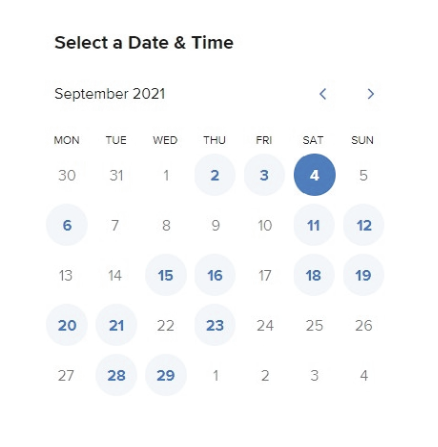 Select a Date & Time
September 2021
MON TUE WED THU FRI SAT SUN
30 31 1 2 3 4 5
6 7 8 9 10 11 12
13 14 15 16 17 18 19
20 21 22 23 24 25 26
27 28 29 1 2 3 4